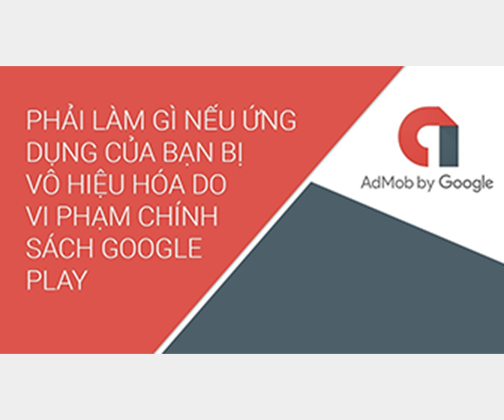 PHẢI LÀM GÌ NẾU ỨNG
DỤNG CỦA BẠN BỊ
VÔ HIỆU HÓA DO
VI PHẠM CHÍNH
SÁCH GOOGLE
PLAY
AdMob by Google